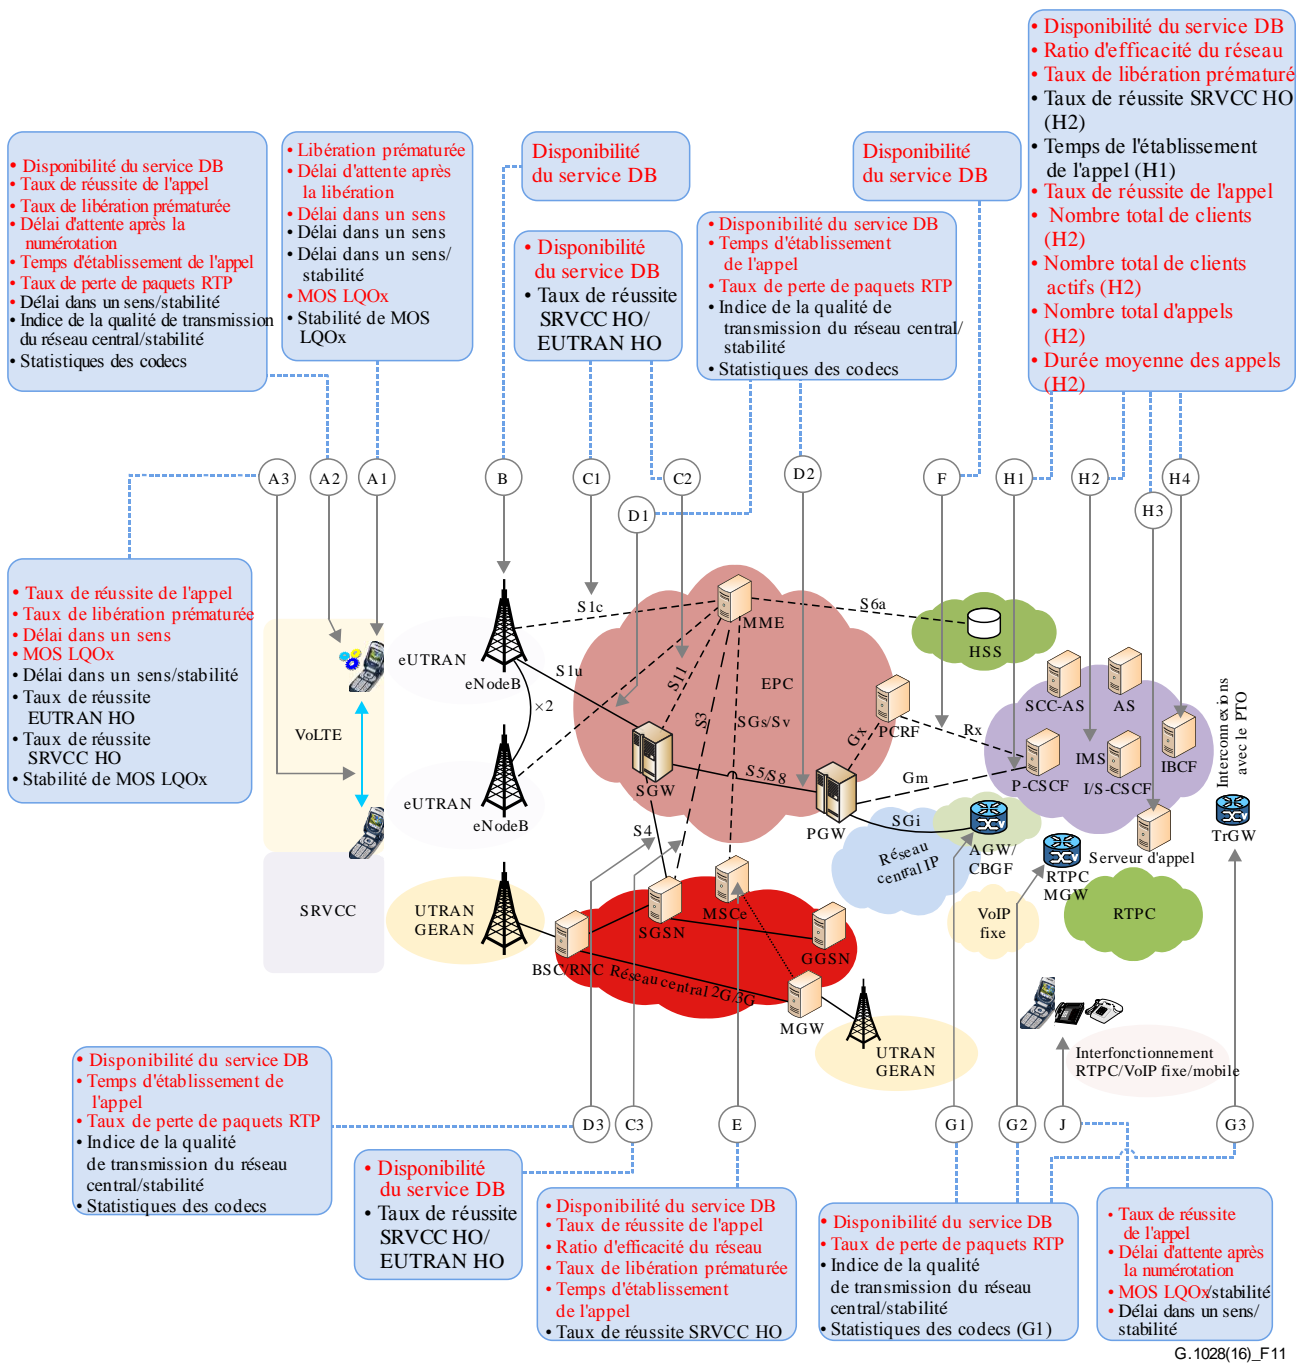 • Disponibilité du service DB
• Ratio d'efficacité du réseau
• Taux de libération prématuré
• Taux de réussite SRVCC HO
(H2)
• Temps de l'établissement
de l'appel (H1)
• Taux de réussite de l'appel
• Nombre total de clients
(H2)
• Nombre total de clients
actifs (H2)
• Nombre total d'appels
(H2)
• Durée moyenne des appels
(H2)
• Disponibilité du service DB
• Taux de réussite de l'appel
• Taux de libération prématurée
• Délai d'attente après la
numérotation
• Temps d'établissement de l'appel
• Taux de perte de paquets RTP
• Délai dans un sens/stabilité
• Indice de la qualité de transmission
du réseau central/stabilité
• Statistiques des codecs
• Libération prématurée
• Délai d'attente après
la libération
• Délai dans un sens
• Délai dans un sens
• Délai dans un sens/
stabilité
• MOS LQOx
• Stabilité de MOS
LQOx
Disponibilité
du service DB
• Disponibilité
du service DB
• Taux de réussite
SRVCC HO/
EUTRAN HO
• Disponibilité du service DB
• Temps d'établissement
de l'appel
• Taux de perte de paquets RTP
• Indice de la qualité de
transmission du réseau central/
stabilité
• Statistiques des codecs
Disponibilité
du service DB
A3
A2
A1
B
C1
D1
C2
D2
F
H1
H2
H3
H4
• Taux de réussite de l'appel
• Taux de libération prématurée
• Délai dans un sens
• MOS LQOx
• Délai dans un sens/stabilité
• Taux de réussite
EUTRAN HO
• Taux de réussite
SRVCC HO
• Stabilité de MOS LQOx
VoLTE
SRVCC
eUTRAN
eNodeB
×2
eUTRAN
eNodeB
UTRAN
GERAN
S1c
S1u
S11
S3
SGs/Sv
MME
EPC
S6a
HSS
PCRF
Gx
Rx
SGW
S5/S8
PGW
Gm
SGi
S4
SCC-AS
AS
IMS
P-CSCF
I/S-CSCF
IBCF
Serveur d'appel
Interconnexions
avec le PTO
TrGW
Réseau
central IP
AGW/
CBGF
RTPC
MGW
VoIP
fixe
RTPC
BSC/RNC
SGSN
MSCe
GGSN
Réseau central 2G/3G
MGW
UTRAN
GERAN
Interfonctionnement
RTPC/VoIP fixe/mobile
D3
C3
E
G1
G2
J
G3
• Disponibilité du service DB
• Temps d'établissement de
l'appel
• Taux de perte de paquets RTP
• Indice de la qualité
de transmission du réseau
central/stabilité
• Statistiques des codecs
• Disponibilité
du service DB
• Taux de réussite
SRVCC HO/
EUTRAN HO
• Disponibilité du service DB
• Taux de réussite de l'appel
• Ratio d'efficacité du réseau
• Taux de libération prématurée
• Temps d'établissement
de l'appel
• Taux de réussite SRVCC HO
• Disponibilité du service DB
• Taux de perte de paquets RTP
• Indice de la qualité
de transmission du réseau
central/stabilité
• Statistiques des codecs (G1)
• Taux de réussite
de l'appel
• Délai d'attente après
la numérotation
• MOS LQOx/stabilité
• Délai dans un sens/
stabilité
G.1028(16)_F11